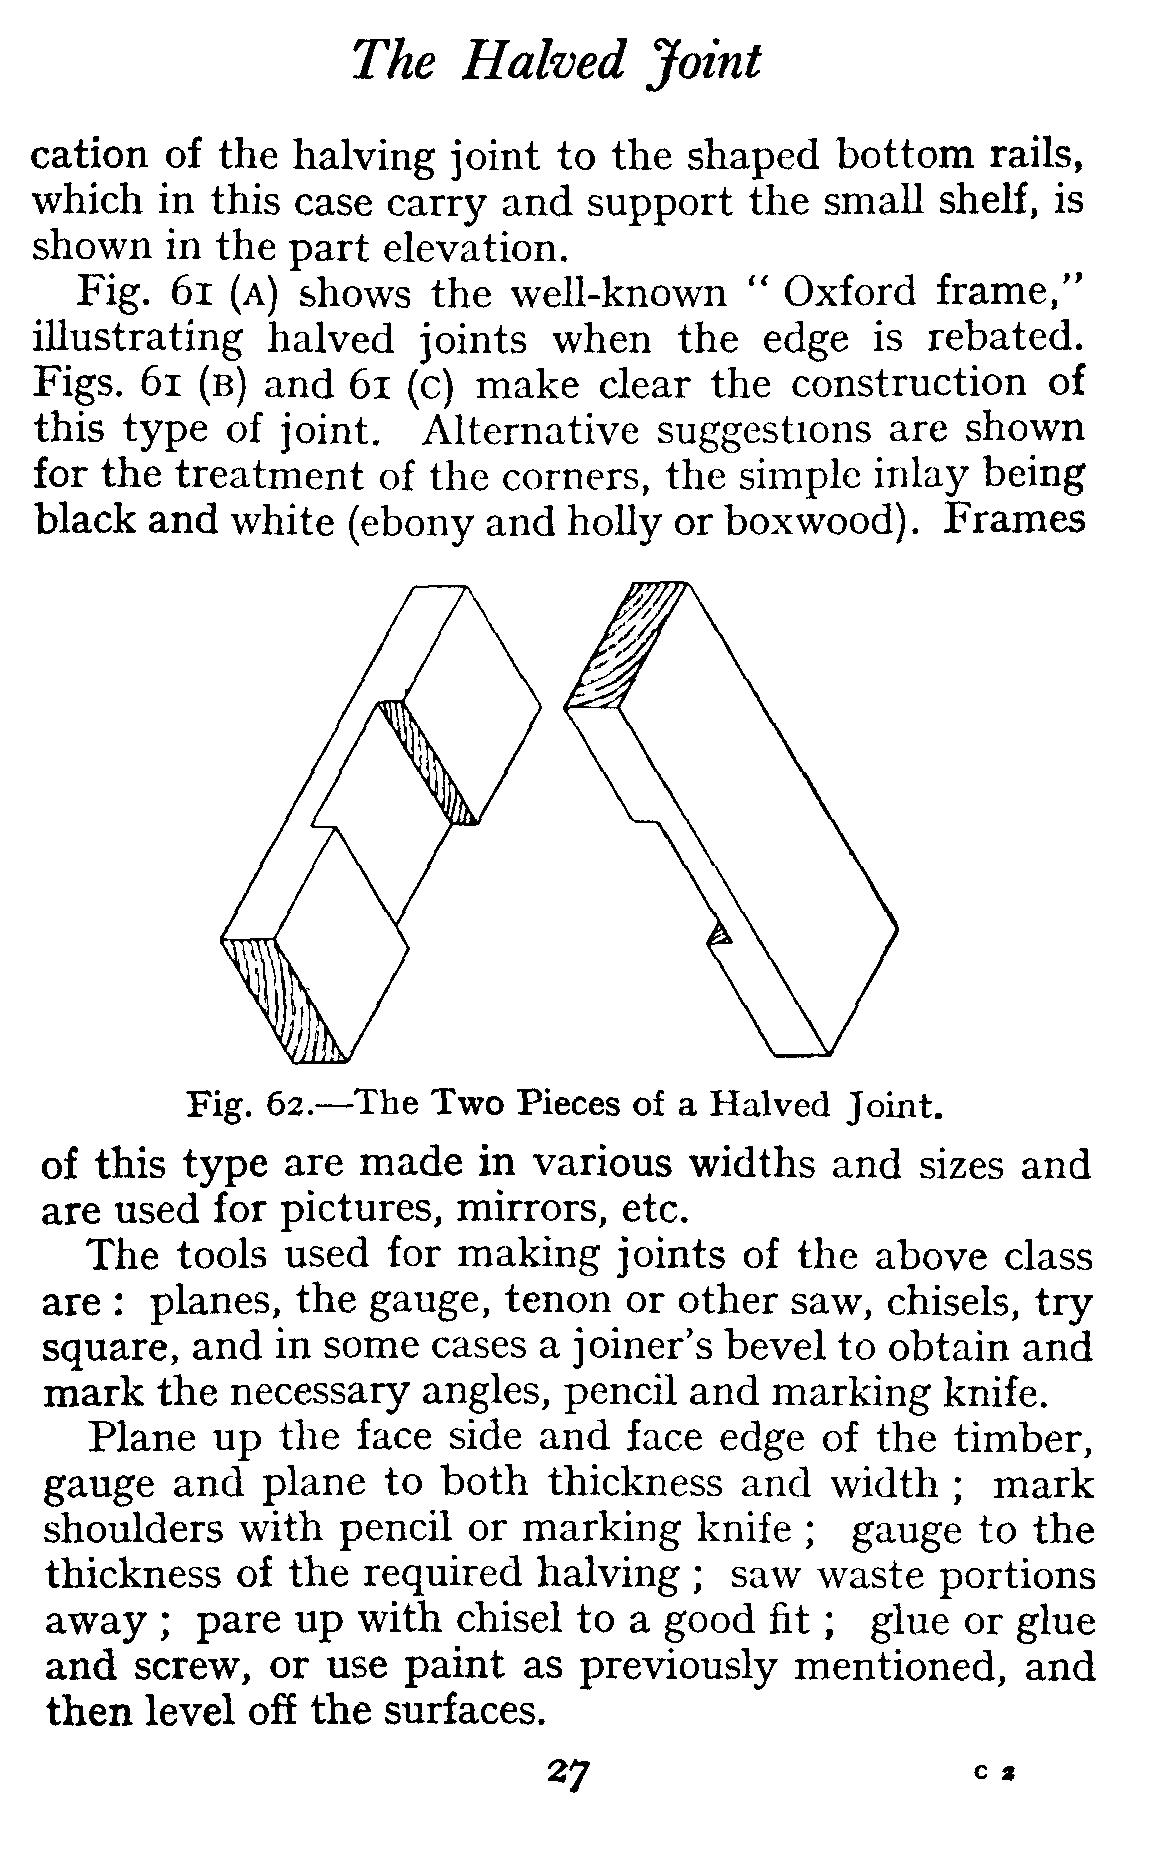 The Halved Joint
cation of the halving joint to the shaped bottom rails,
which in this case carry and support the small shelf, is
shown in the part elevation.
Fig. 61 (A) shows the well-known " Oxford frame,"
illustrating halved joints when the edge is rebated.
Figs. 61 (B) and 61 (C) make clear the construction of
this type of joint. Alternative suggestions are shown
for the treatment of the corners, the simple inlay being
black and white (ebony and holly or boxwood). Frames
Fig. 62.—The Two Pieces of a Halved Joint.
of this type are made in various widths and sizes and
are used for pictures, mirrors, etc.
The tools used for making joints of the above class
are : planes, the gauge, tenon or other saw, chisels, try
square, and in some cases a joiner's bevel to obtain and
mark the necessary angles, pencil and marking knife.
Plane up the face side and face edge of the timber,
gauge and plane to both thickness and width ; mark
shoulders with pencil or marking knife ; gauge to the
thickness of the required halving ; saw waste portions
away ; pare up with chisel to a good fit ; glue or glue
and screw, or use paint as previously mentioned, and
then level off the surfaces.
27 C 2